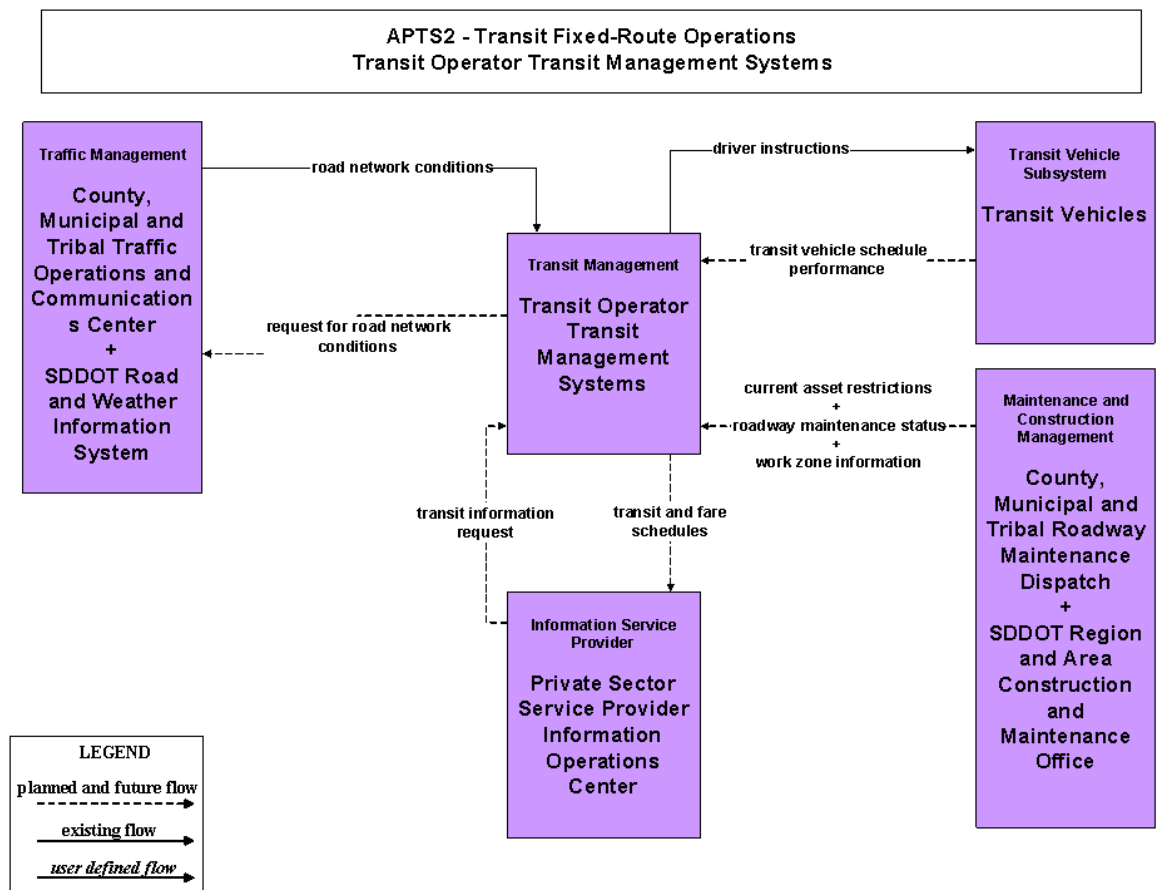 APTS2 - Transit Fixed-Route Operations
Transit Operator Transit Management Systems
Traffic Management
County,
Municipal and
Tribal Traffic
Operations and
Communication
s Center
+
SDDOT Road
and Weather
Information
System
road network conditions
request for road network
conditions
driver instructions
Transit Vehicle
Subsystem
Transit Vehicles
transit vehicle schedule
performance
Transit Management
Transit Operator
Transit
Management
Systems
current asset restrictions
+
roadway maintenance status
+
work zone information
Maintenance and
Construction
Management
County,
Municipal and
Tribal Roadway
Maintenance
Dispatch
+
SDDOT Region
and Area
Construction
and
Maintenance
Office
transit information
request
transit and fare
schedules
Information Service
Provider
Private Sector
Service Provider
Information
Operations
Center
LEGEND
planned and future flow
existing flow
user defined flow